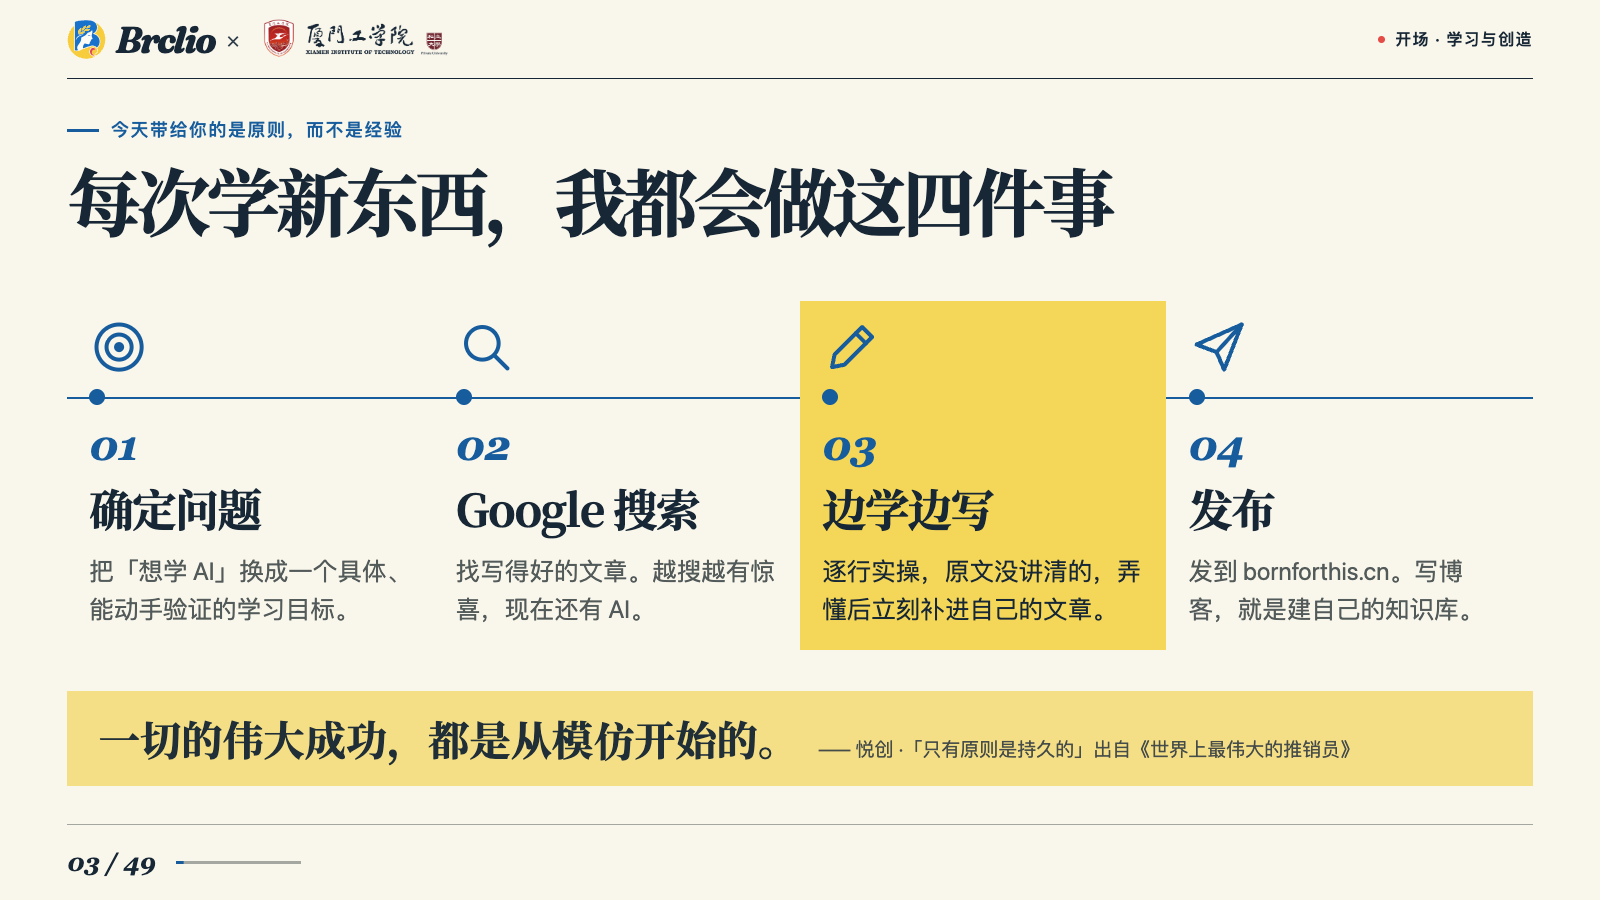 Brclio ×
厦门工学院
XIAMEN INSTITUTE OF TECHNOLOGY
开场 · 学习与创造
今天带给你的是原则，而不是经验
每次学新东西，我都会做这四件事
01
确定问题
把「想学 AI」换成一个具体、
能动手验证的学习目标。
02
Google 搜索
找写得好的文章。越搜越有惊
喜，现在还有 AI。
03
边学边写
逐行实操，原文没讲清的，弄
懂后立刻补进自己的文章。
04
发布
发到 bornforthis.cn。写博
客，就是建自己的知识库。
一切的伟大成功，都是从模仿开始的。
—— 悦创 ·「只有原则是持久的」出自《世界上最伟大的推销员》
03 / 49